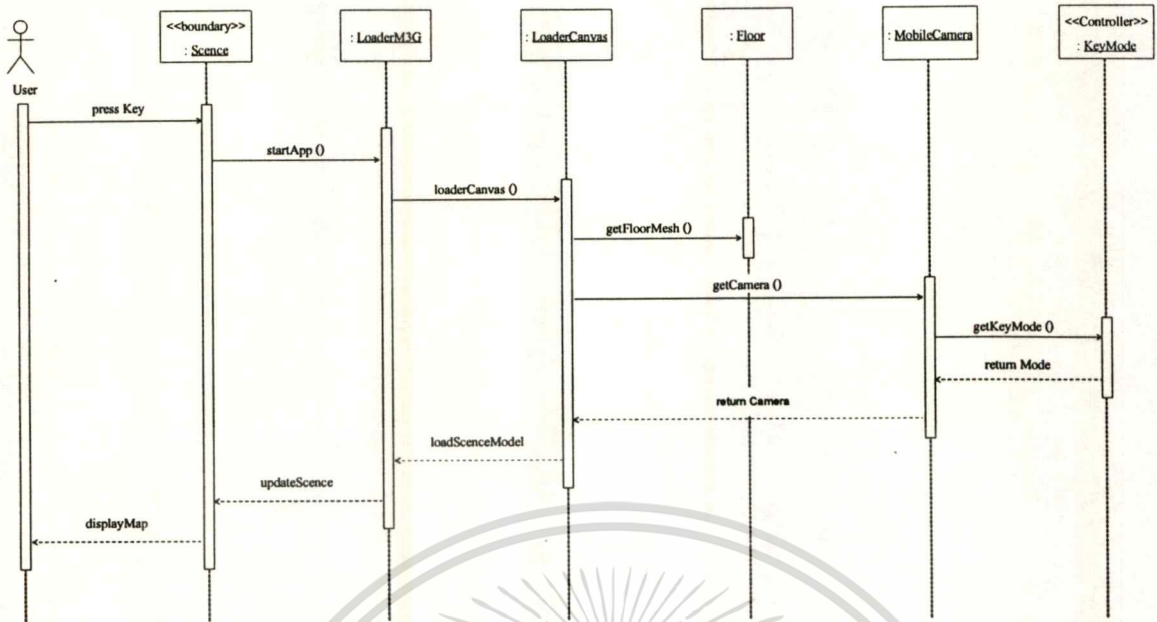 <<boundary>>
: Scence
: LoaderM3G
: LoaderCanvas
: Floor
: MobileCamera
<<Controller>>
: KeyMode
User
press Key
startApp ()
loaderCanvas ()
getFloorMesh ()
getCamera ()
getKeyMode ()
return Mode
return Camera
loadScenceModel
updateScence
displayMap